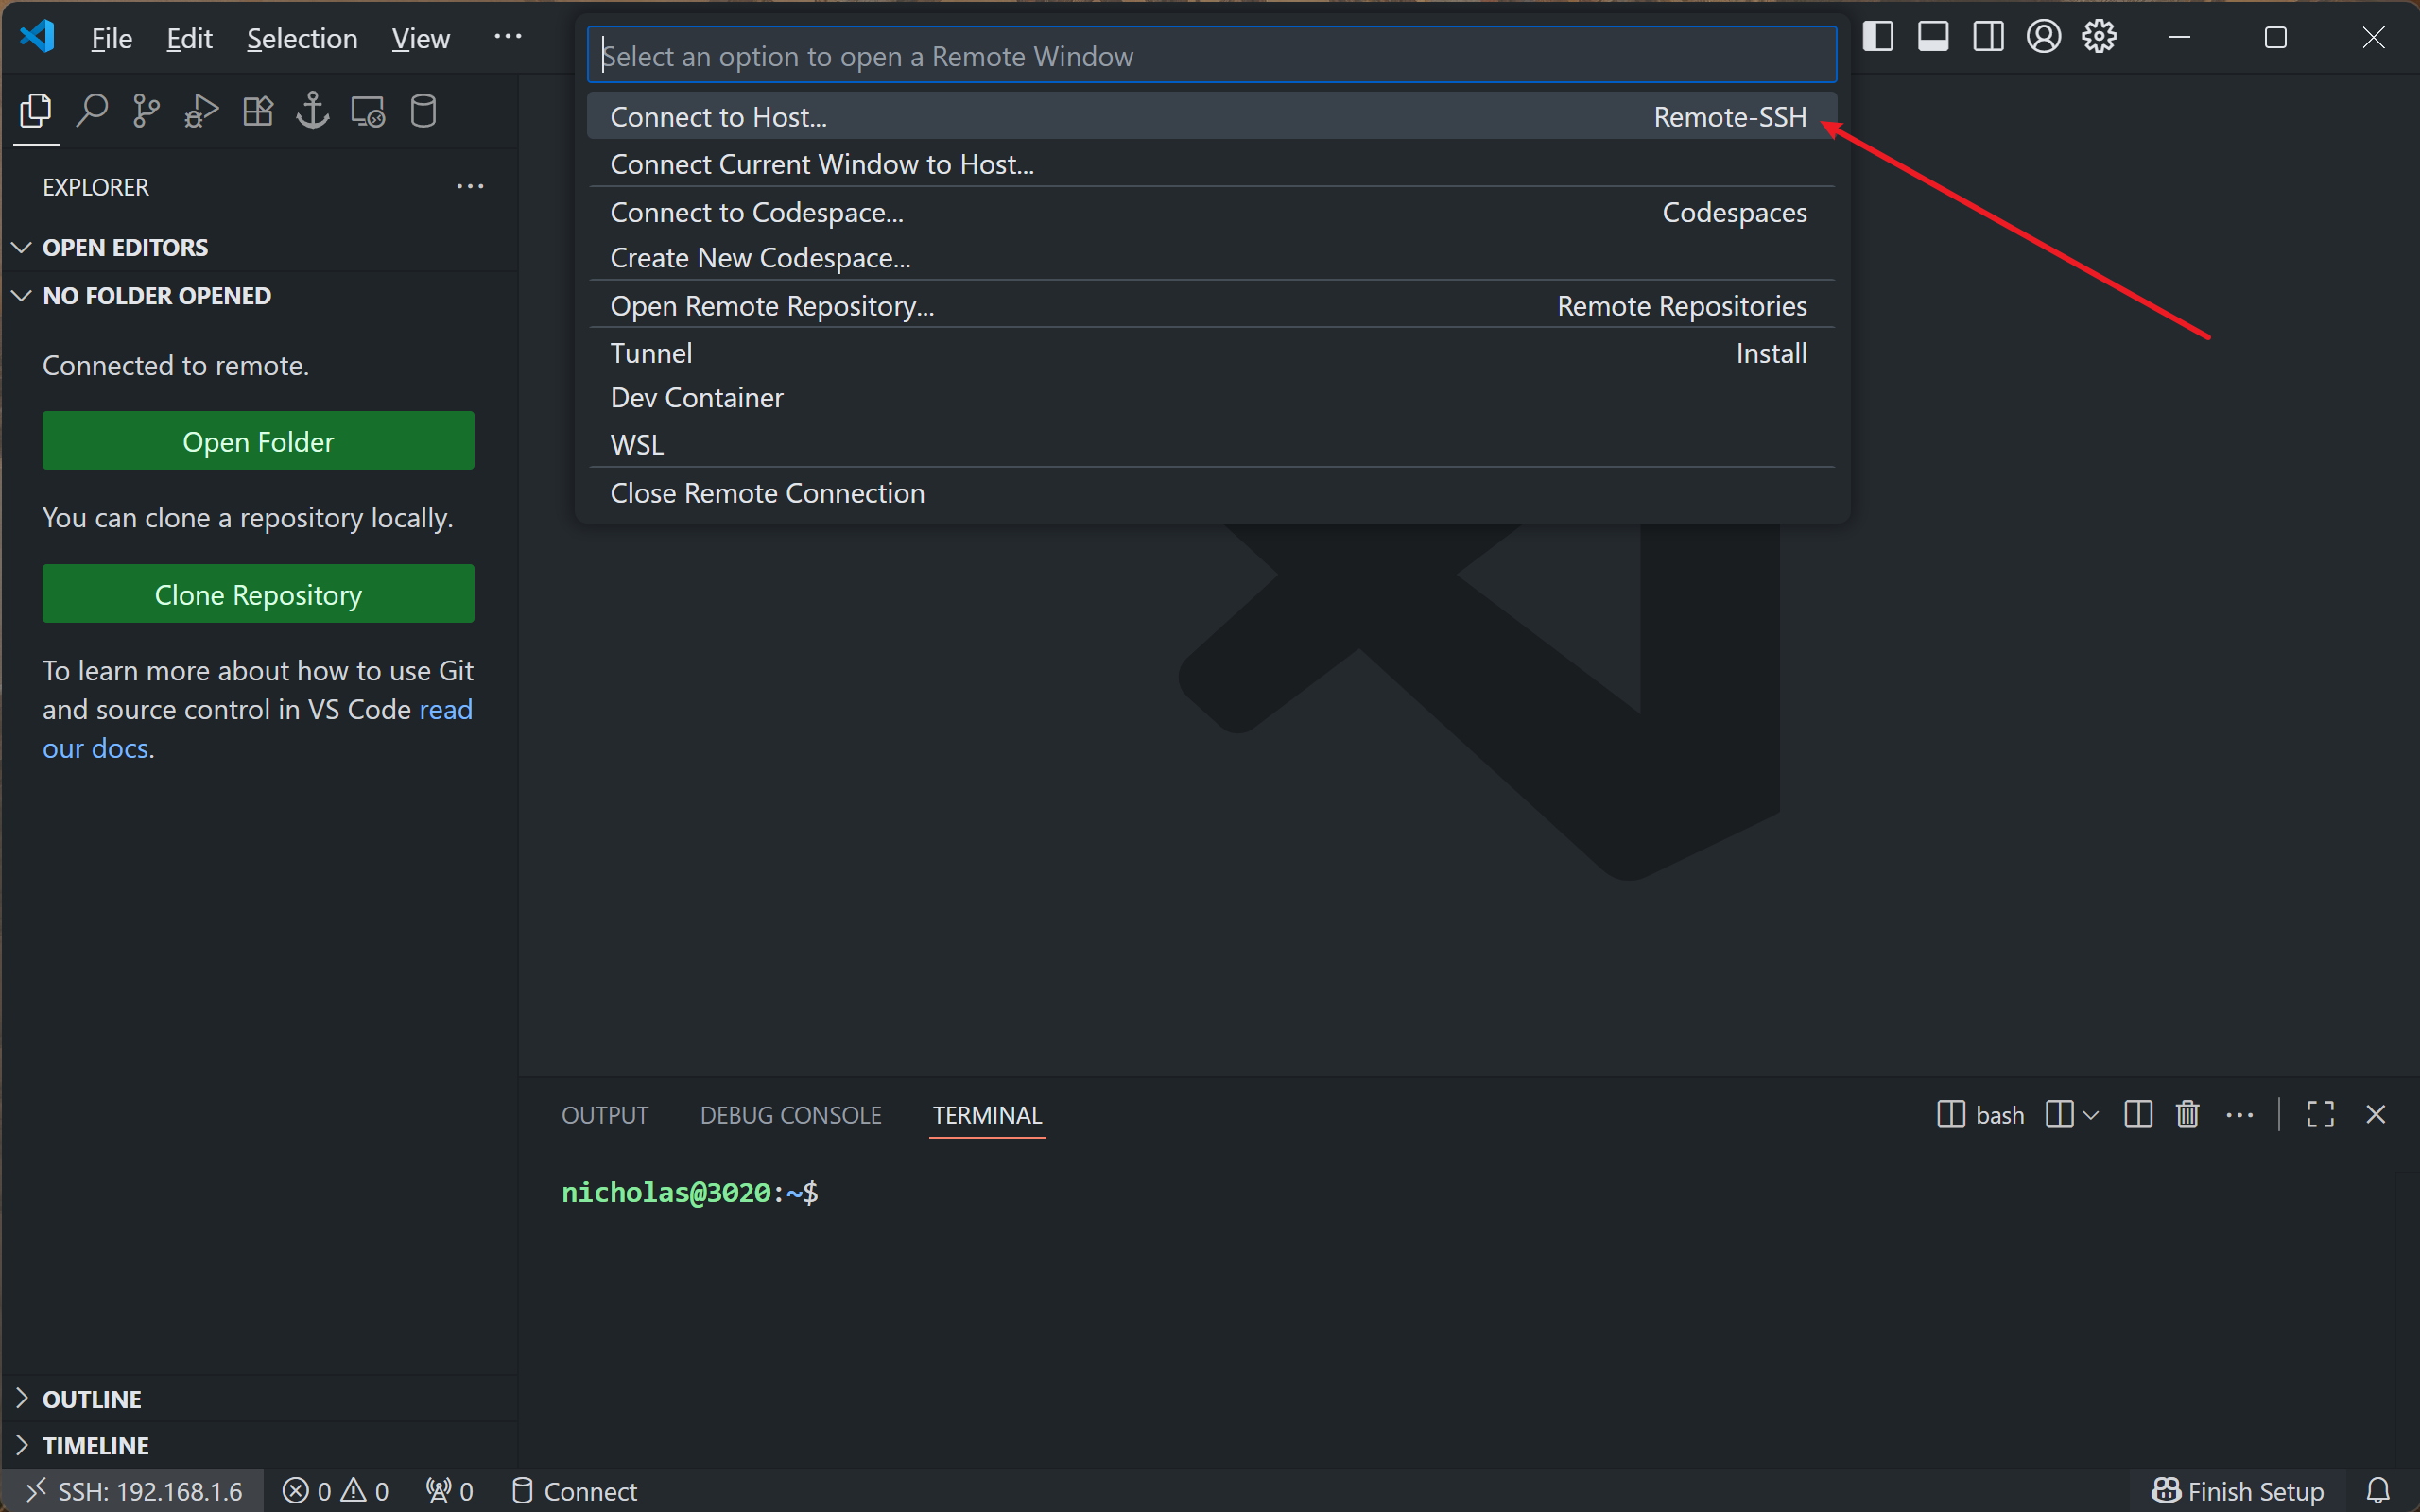 File Edit Selection View ···
Select an option to open a Remote Window
Connect to Host... Remote-SSH
Connect Current Window to Host...
Connect to Codespace... Codespaces
Create New Codespace...
Open Remote Repository... Remote Repositories
Tunnel Install
Dev Container
WSL
Close Remote Connection
EXPLORER ···
OPEN EDITORS
NO FOLDER OPENED
Connected to remote.
Open Folder
You can clone a repository locally.
Clone Repository
To learn more about how to use Git
and source control in VS Code read
our docs.
OUTPUT DEBUG CONSOLE TERMINAL bash ···
nicholas@3020:~$
OUTLINE
TIMELINE
SSH: 192.168.1.6 0 0 0 Connect Finish Setup